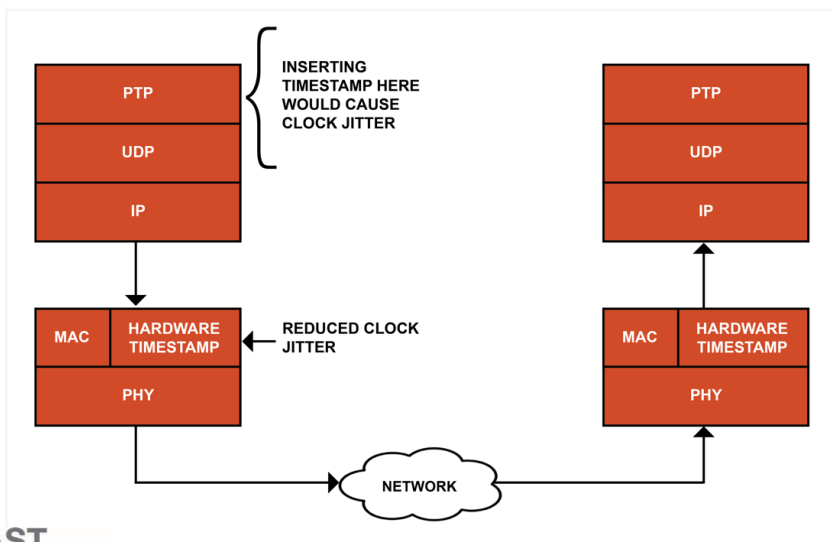 PTP
UDP
IP
INSERTING
TIMESTAMP HERE
WOULD CAUSE
CLOCK JITTER
PTP
UDP
IP
MAC
HARDWARE
TIMESTAMP
PHY
REDUCED CLOCK
JITTER
MAC
HARDWARE
TIMESTAMP
PHY
NETWORK